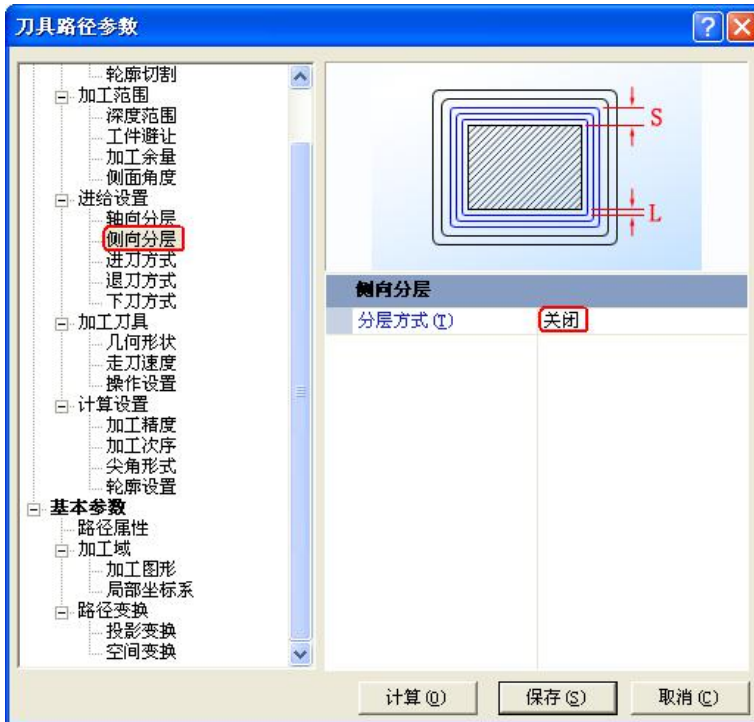 刀具路径参数
轮廓切割
加工范围
深度范围
工件避让
加工余量
侧面角度
进给设置
轴向分层
侧向分层
进刀方式
退刀方式
下刀方式
加工刀具
几何形状
走刀速度
操作设置
计算设置
加工精度
加工次序
尖角形式
轮廓设置
基本参数
路径属性
加工域
加工图形
局部坐标系
路径变换
投影变换
空间变换
S
L
侧向分层
分层方式(T) 关闭
计算(O) 保存(S) 取消(C)